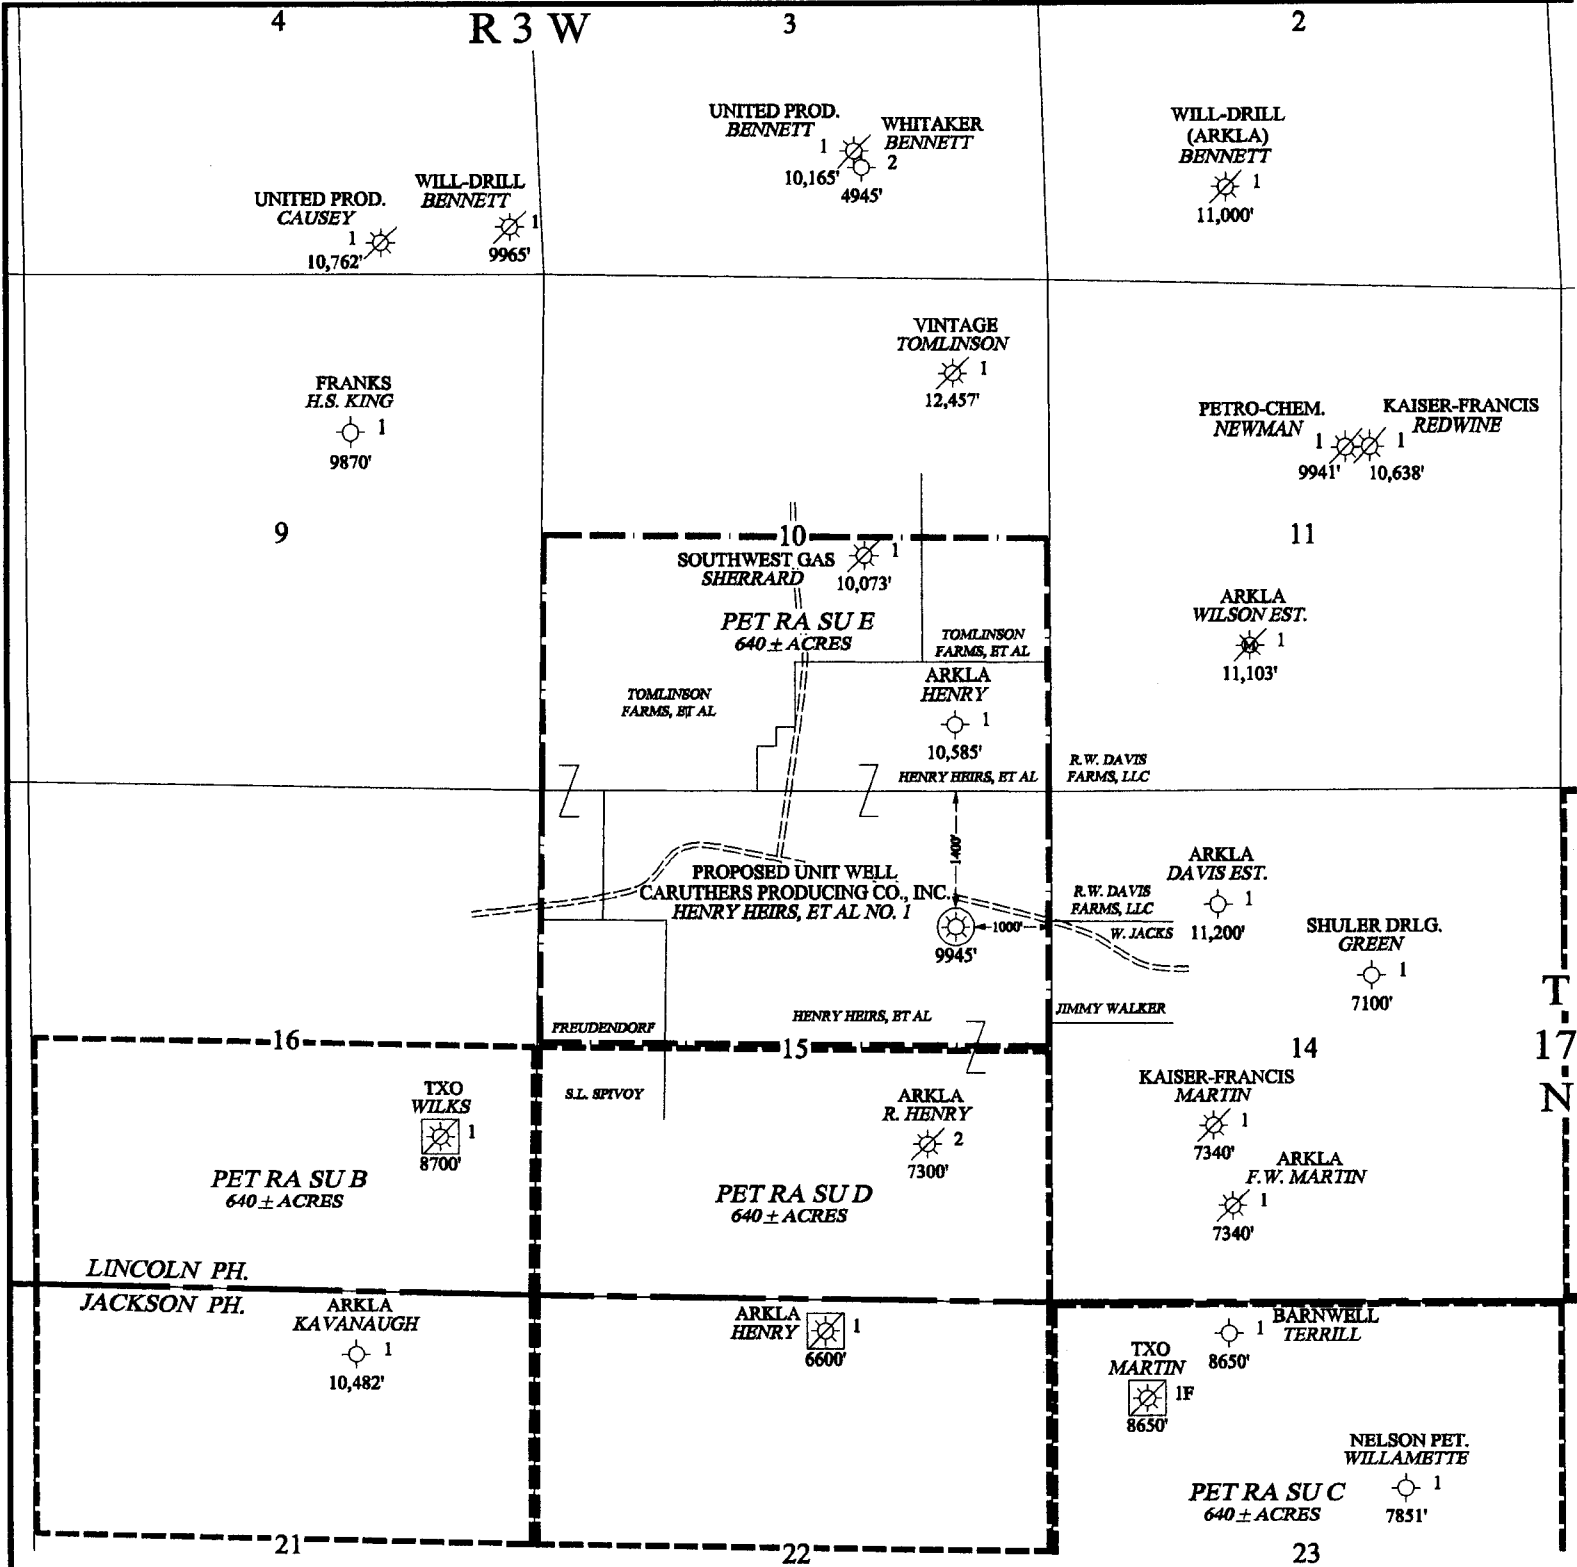 4
R 3 W
3
2
UNITED PROD.
BENNETT
1
10,165'
WHITAKER
BENNETT
2
4945'
WILL-DRILL
(ARKLA)
BENNETT
1
11,000'
UNITED PROD.
CAUSEY
1
10,762'
WILL-DRILL
BENNETT
1
9965'
VINTAGE
TOMLINSON
1
12,457'
FRANKS
H.S. KING
1
9870'
PETRO-CHEM.
NEWMAN
1
9941'
KAISER-FRANCIS
REDWINE
1
10,638'
9
10
11
SOUTHWEST GAS
SHERRARD
1
10,073'
PET RA SU E
640 ± ACRES
TOMLINSON
FARMS, ET AL
ARKLA
WILSON EST.
M
1
11,103'
TOMLINSON
FARMS, ET AL
ARKLA
HENRY
1
10,585'
HENRY HEIRS, ET AL
R.W. DAVIS
FARMS, LLC
1400'
PROPOSED UNIT WELL
CARUTHERS PRODUCING CO., INC.
HENRY HEIRS, ET AL NO. 1
1000'
9945'
R.W. DAVIS
FARMS, LLC
W. JACKS
ARKLA
DAVIS EST.
1
11,200'
SHULER DRLG.
GREEN
1
7100'
FREUDENDORF
HENRY HEIRS, ET AL
JIMMY WALKER
T
17
N
16
15
14
TXO
WILKS
1
8700'
S.L. SPIVOY
ARKLA
R. HENRY
2
7300'
KAISER-FRANCIS
MARTIN
1
7340'
ARKLA
F.W. MARTIN
1
7340'
PET RA SU B
640 ± ACRES
PET RA SU D
640 ± ACRES
LINCOLN PH.
JACKSON PH.
ARKLA
KAVANAUGH
1
10,482'
ARKLA
HENRY
1
6600'
BARNWELL
TERRILL
1
8650'
TXO
MARTIN
1F
8650'
NELSON PET.
WILLAMETTE
1
7851'
PET RA SU C
640 ± ACRES
21
22
23